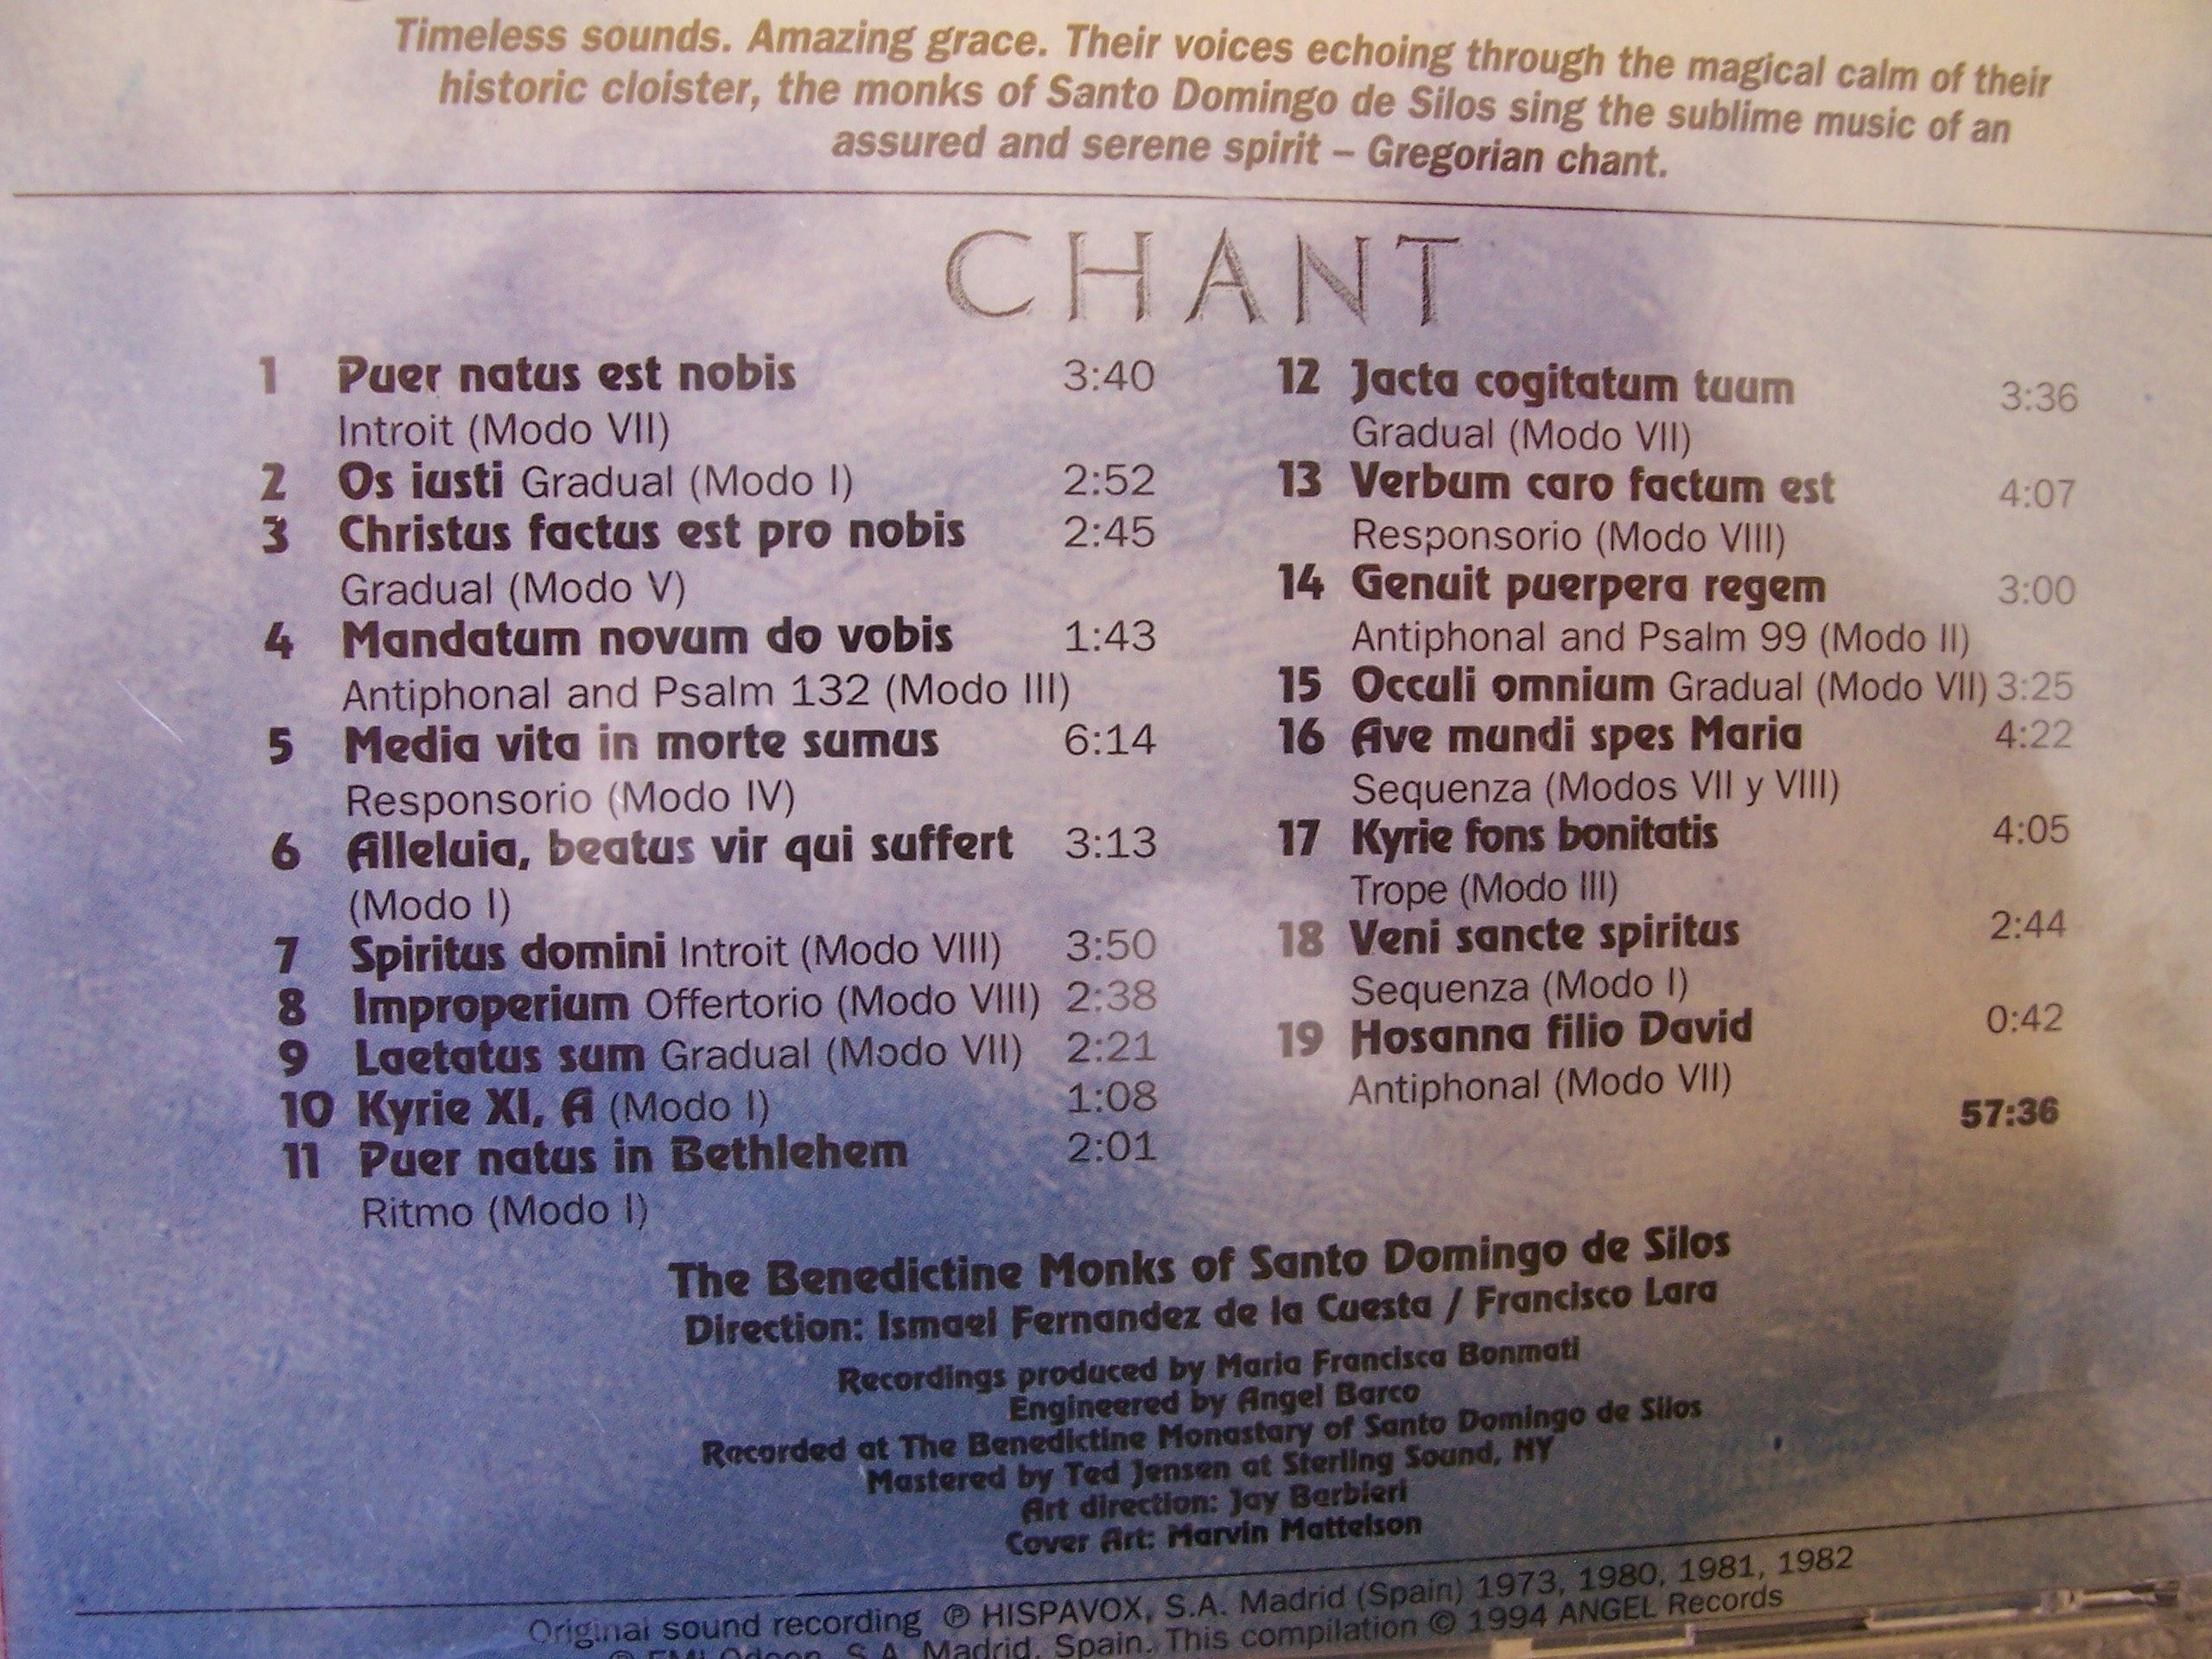 Timeless sounds. Amazing grace. Their voices echoing through the magical calm of their
historic cloister, the monks of Santo Domingo de Silos sing the sublime music of an
assured and serene spirit – Gregorian chant.
CHANT
1 Puer natus est nobis 3:40
Introit (Modo VII)
2 Os iusti Gradual (Modo I) 2:52
3 Christus factus est pro nobis 2:45
Gradual (Modo V)
4 Mandatum novum do vobis 1:43
Antiphonal and Psalm 132 (Modo III)
5 Media vita in morte sumus 6:14
Responsorio (Modo IV)
6 Alleluia, beatus vir qui suffert 3:13
(Modo I)
7 Spiritus domini Introit (Modo VIII) 3:50
8 Improperium Offertorio (Modo VIII) 2:38
9 Laetatus sum Gradual (Modo VII) 2:21
10 Kyrie XI, A (Modo I) 1:08
11 Puer natus in Bethlehem 2:01
Ritmo (Modo I)
12 Jacta cogitatum tuum 3:36
Gradual (Modo VII)
13 Verbum caro factum est 4:07
Responsorio (Modo VIII)
14 Genuit puerpera regem 3:00
Antiphonal and Psalm 99 (Modo II)
15 Occuli omnium Gradual (Modo VII) 3:25
16 Ave mundi spes Maria 4:22
Sequenza (Modos VII y VIII)
17 Kyrie fons bonitatis 4:05
Trope (Modo III)
18 Veni sancte spiritus 2:44
Sequenza (Modo I)
19 Hosanna filio David 0:42
Antiphonal (Modo VII)
57:36
The Benedictine Monks of Santo Domingo de Silos
Direction: Ismael Fernandez de la Cuesta / Francisco Lara
Recordings produced by Maria Francisca Bonmati
Engineered by Angel Barco
Recorded at The Benedictine Monastary of Santo Domingo de Silos
Mastered by Ted Jensen at Sterling Sound, NY
Art direction: Jay Barbieri
Cover Art: Marvin Mattelson
Original sound recording ℗ HISPAVOX, S.A. Madrid (Spain) 1973, 1980, 1981, 1982
© EMI Odeon, S.A. Madrid, Spain. This compilation © 1994 ANGEL Records